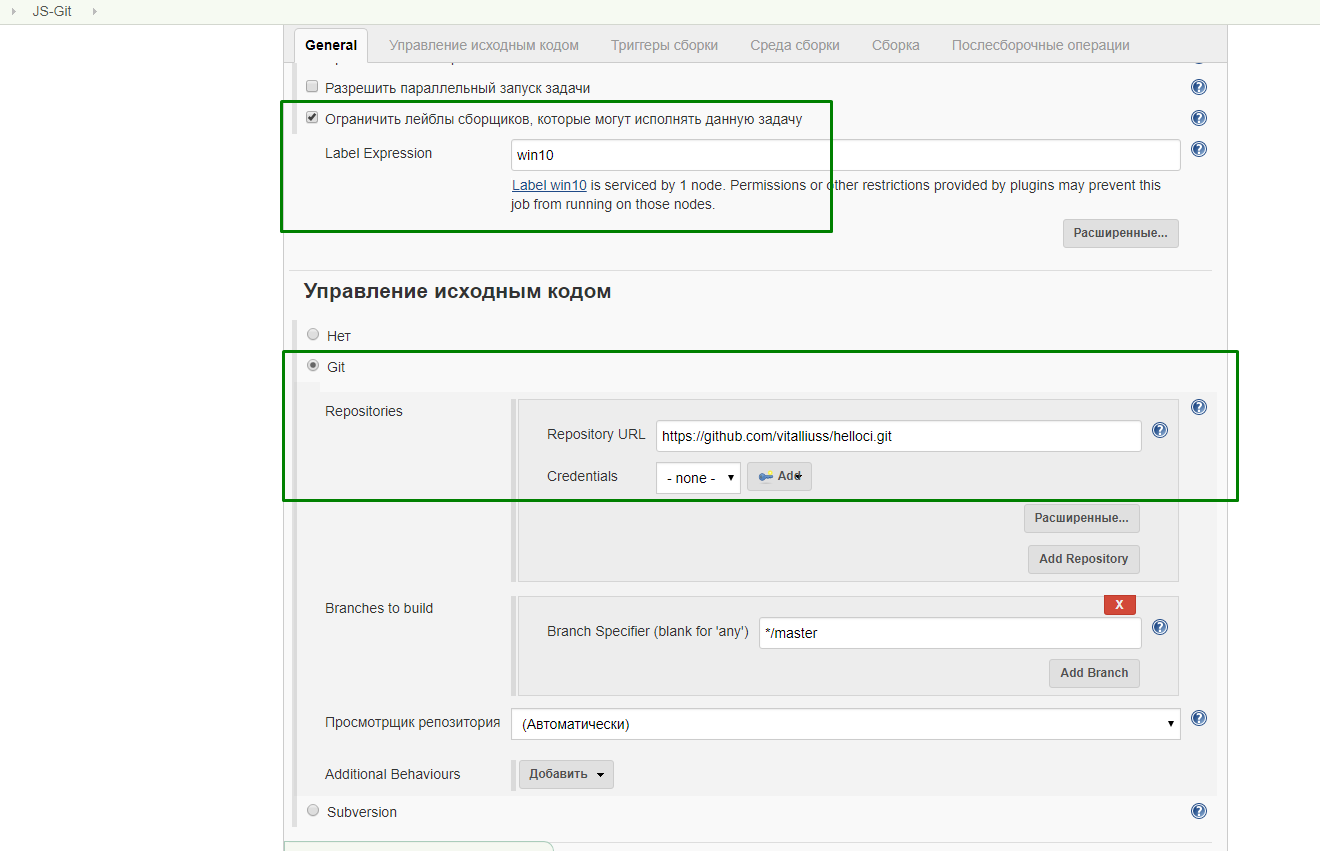 JS-Git
General Управление исходным кодом Триггеры сборки Среда сборки Сборка Послесборочные операции
Разрешить параллельный запуск задачи
Ограничить лейблы сборщиков, которые могут исполнять данную задачу
Label Expression win10
Label win10 is serviced by 1 node. Permissions or other restrictions provided by plugins may prevent this
job from running on those nodes.
Расширенные...
Управление исходным кодом
Нет
Git
Repositories
Repository URL https://github.com/vitalliuss/helloci.git
Credentials - none - Add
Расширенные...
Add Repository
Branches to build
X
Branch Specifier (blank for 'any') */master
Add Branch
Просмотрщик репозитория (Автоматически)
Additional Behaviours Добавить
Subversion